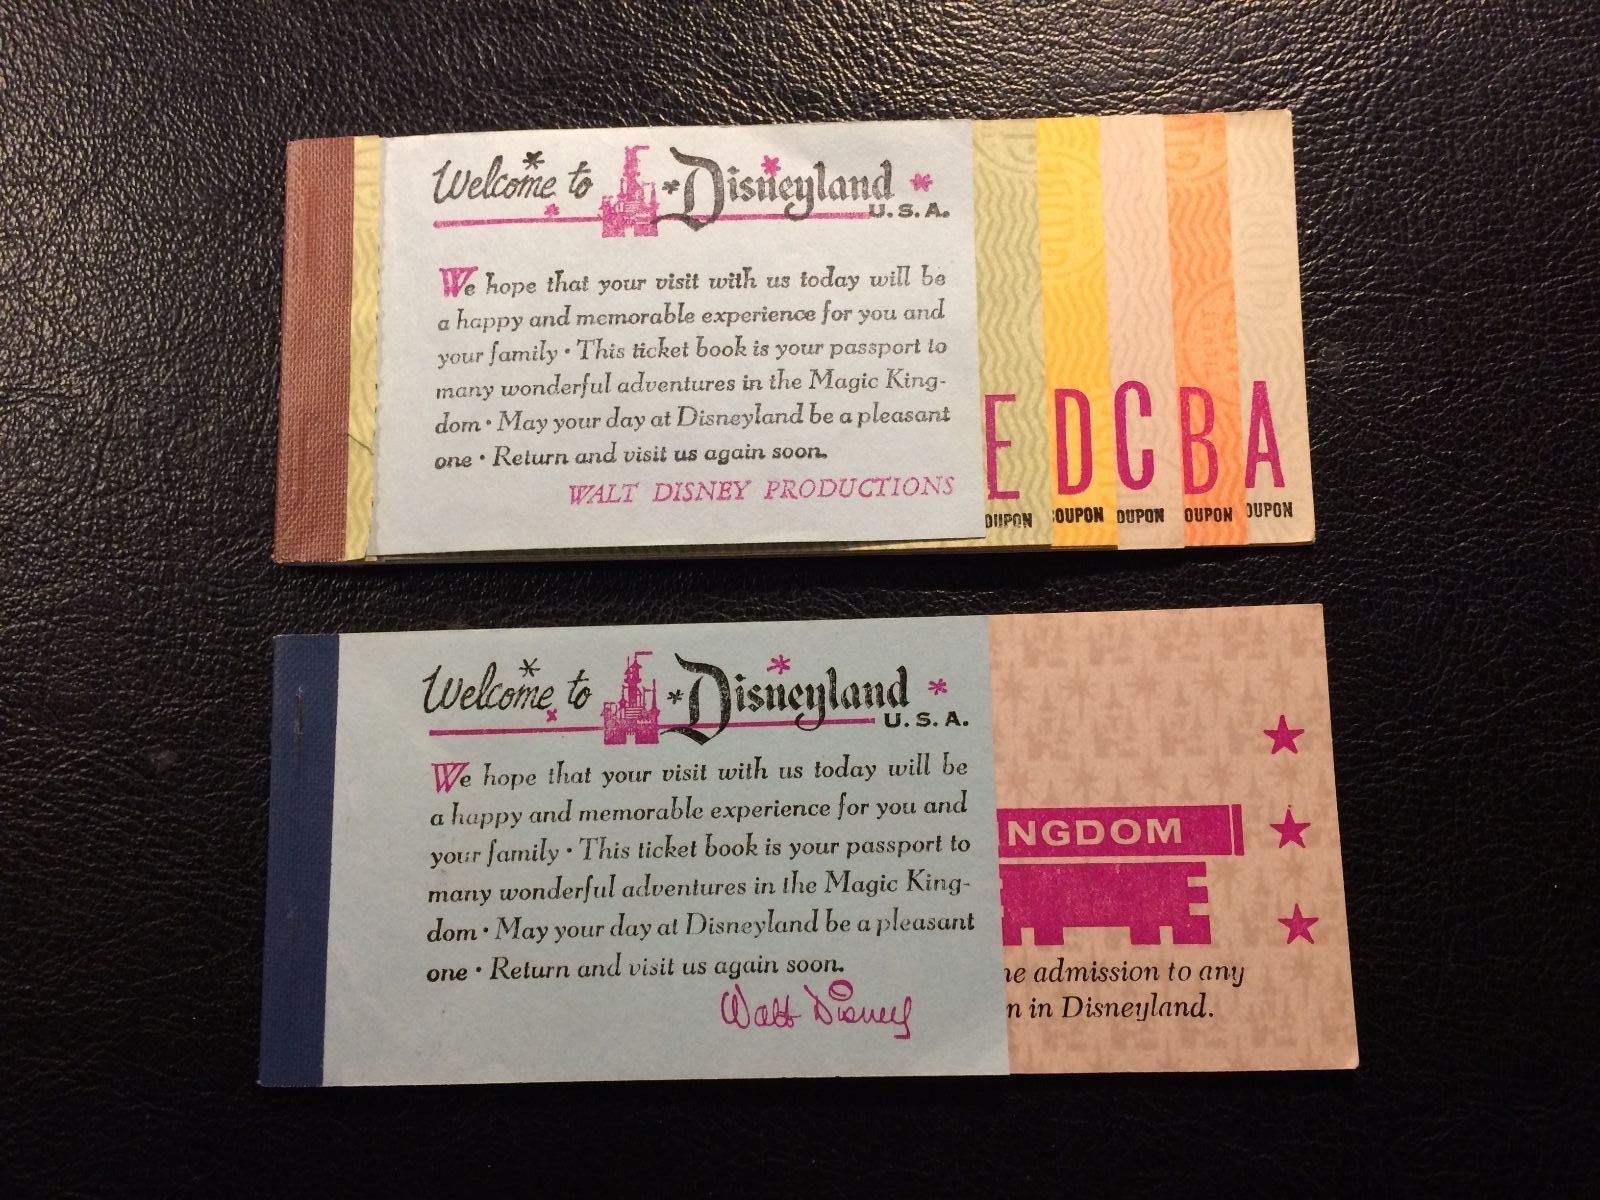 Welcome to Disneyland
U.S.A.
We hope that your visit with us today will be
a happy and memorable experience for you and
your family • This ticket book is your passport to
many wonderful adventures in the Magic King-
dom • May your day at Disneyland be a pleasant
one • Return and visit us again soon.
WALT DISNEY PRODUCTIONS
E D C B A
OUPON COUPON OUPON OUPON OUPON
Welcome to Disneyland
U.S.A.
We hope that your visit with us today will be
a happy and memorable experience for you and
your family • This ticket book is your passport to
many wonderful adventures in the Magic King-
dom • May your day at Disneyland be a pleasant
one • Return and visit us again soon.
Walt Disney
NGDOM
ne admission to any
n in Disneyland.